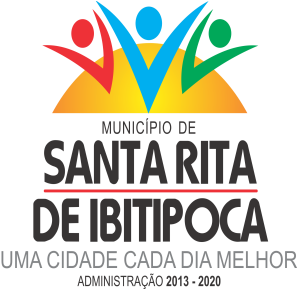 MUNICÍPIO DE
SANTA RITA
DE IBITIPOCA
UMA CIDADE CADA DIA MELHOR
ADMINISTRAÇÃO 2013 - 2020